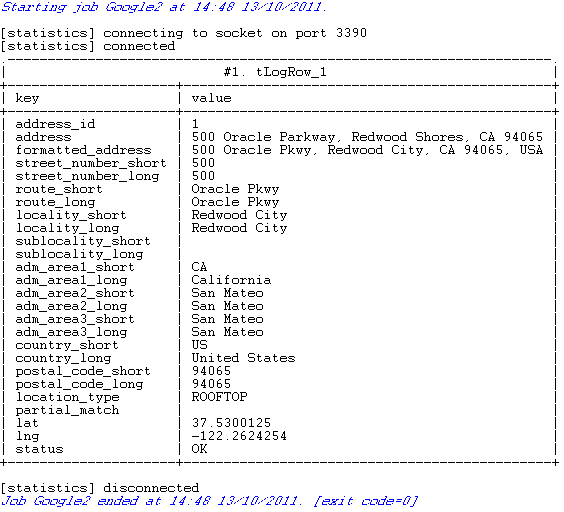 Starting job Google2 at 14:48 13/10/2011.
[statistics] connecting to socket on port 3390
[statistics] connected
#1. tLogRow_1
key | value
address_id | 1
address | 500 Oracle Parkway, Redwood Shores, CA 94065
formatted_address | 500 Oracle Pkwy, Redwood City, CA 94065, USA
street_number_short | 500
street_number_long | 500
route_short | Oracle Pkwy
route_long | Oracle Pkwy
locality_short | Redwood City
locality_long | Redwood City
sublocality_short |
sublocality_long |
adm_area1_short | CA
adm_area1_long | California
adm_area2_short | San Mateo
adm_area2_long | San Mateo
adm_area3_short | San Mateo
adm_area3_long | San Mateo
country_short | US
country_long | United States
postal_code_short | 94065
postal_code_long | 94065
location_type | ROOFTOP
partial_match |
lat | 37.5300125
lng | -122.2624254
status | OK
[statistics] disconnected
Job Google2 ended at 14:48 13/10/2011. [exit code=0]